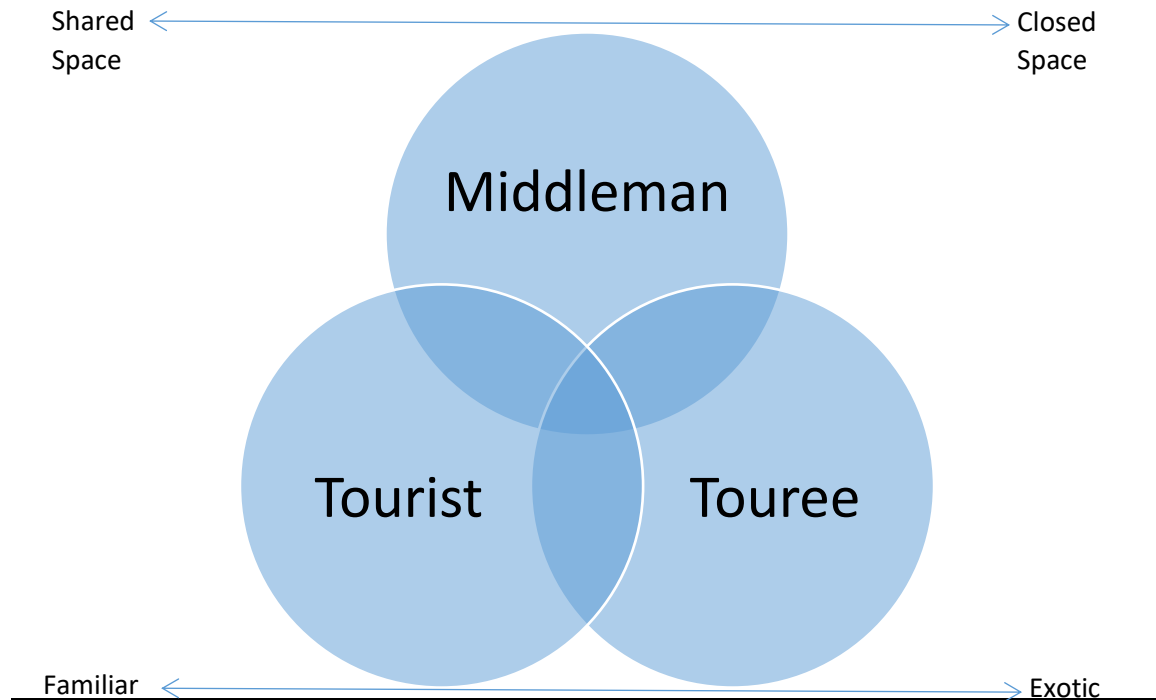 Shared
Space
Closed
Space
Middleman
Tourist
Touree
Familiar
Exotic